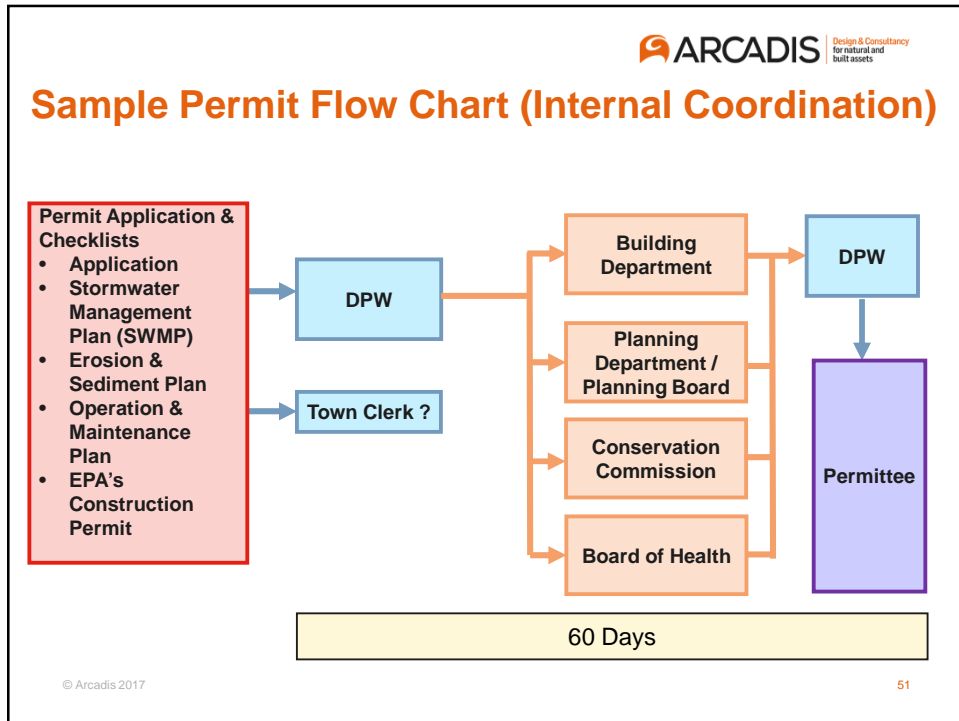 ARCADIS
Design & Consultancy
for natural and
built assets
Sample Permit Flow Chart (Internal Coordination)
Permit Application &
Checklists
• Application
• Stormwater
Management
Plan (SWMP)
• Erosion &
Sediment Plan
• Operation &
Maintenance
Plan
• EPA's
Construction
Permit
DPW
Town Clerk ?
Building
Department
Planning
Department /
Planning Board
Conservation
Commission
Board of Health
DPW
Permittee
60 Days
© Arcadis 2017
51